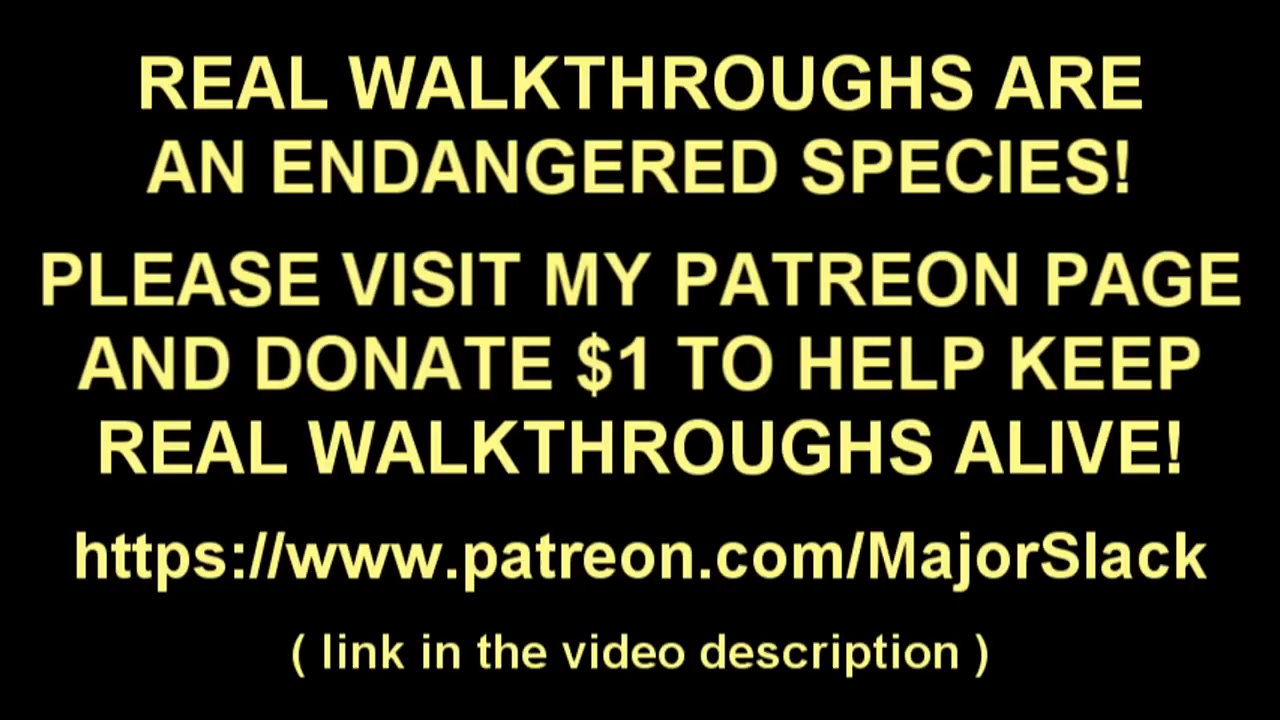 REAL WALKTHROUGHS ARE
AN ENDANGERED SPECIES!
PLEASE VISIT MY PATREON PAGE
AND DONATE $1 TO HELP KEEP
REAL WALKTHROUGHS ALIVE!
https://www.patreon.com/MajorSlack
( link in the video description )